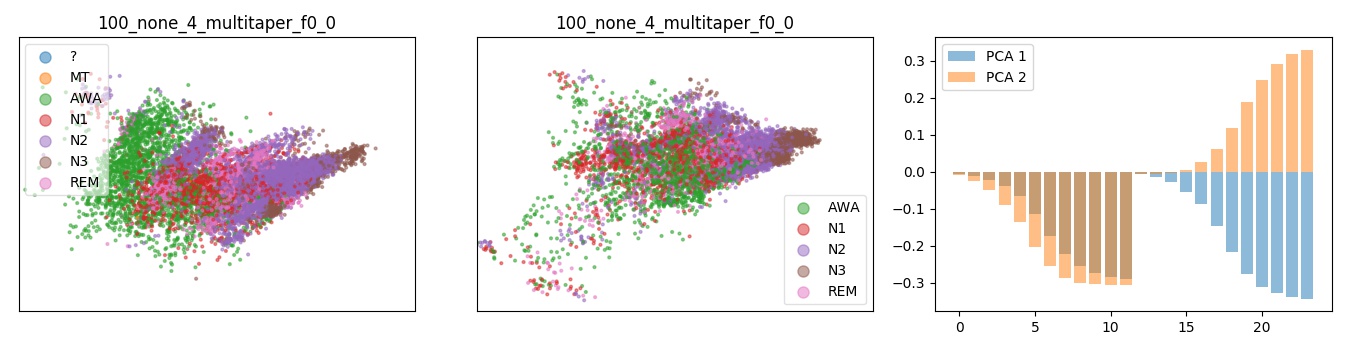 100_none_4_multitaper_f0_0
?
MT
AWA
N1
N2
N3
REM
100_none_4_multitaper_f0_0
AWA
N1
N2
N3
REM
PCA 1
PCA 2
0.3
0.2
0.1
0.0
−0.1
−0.2
−0.3
0 5 10 15 20